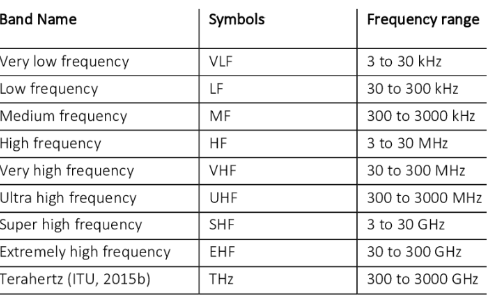 Band Name Symbols Frequency range
Very low frequency VLF 3 to 30 kHz
Low frequency LF 30 to 300 kHz
Medium frequency MF 300 to 3000 kHz
High frequency HF 3 to 30 MHz
Very high frequency VHF 30 to 300 MHz
Ultra high frequency UHF 300 to 3000 MHz
Super high frequency SHF 3 to 30 GHz
Extremely high frequency EHF 30 to 300 GHz
Terahertz (ITU, 2015b) THz 300 to 3000 GHz